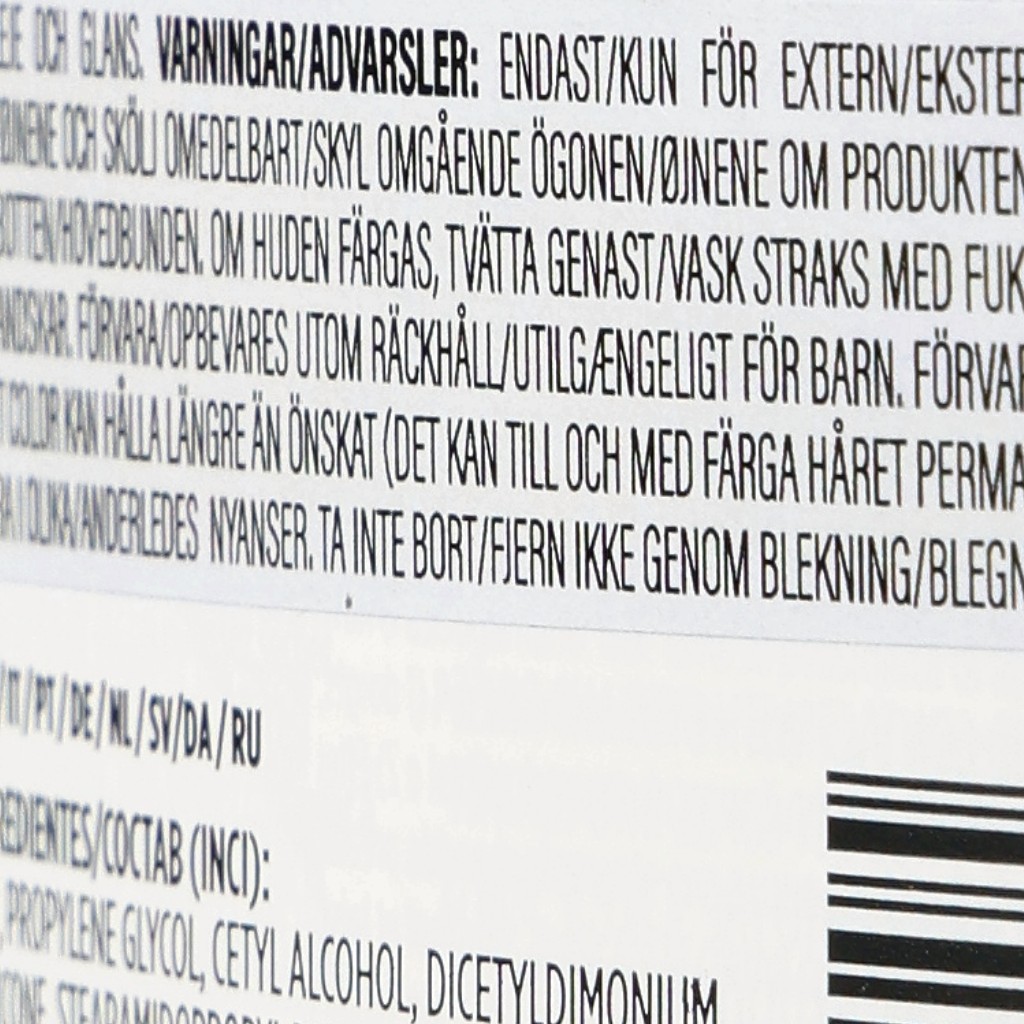 OCH GLANS. VARNINGAR/ADVARSLER: ENDAST/KUN FÖR EXTERN/EKSTER
OCH SKÖLJ OMEDELBART/SKYL OMGÅENDE ÖGONEN/ØJNENE OM PRODUKTEN
BOTTEN/HOVEDBUNDEN. OM HUDEN FÄRGAS, TVÄTTA GENAST/VASK STRAKS MED FUK
FÖRVARA/OPBEVARES UTOM RÄCKHÅLL/UTILGÆNGELIGT FÖR BARN. FÖRVAR
COLOR KAN HÅLLA LÄNGRE ÄN ÖNSKAT (DET KAN TILL OCH MED FÄRGA HÅRET PERMA
OLIKA/ANDERLEDES NYANSER. TA INTE BORT/FJERN IKKE GENOM BLEKNING/BLEGN
/IT/PT/DE/NL/SV/DA/RU
REDIENTES/COCTAB (INCI):
, PROPYLENE GLYCOL, CETYL ALCOHOL, DICETYLDIMONIUM
CONE, STEARAMIDOPROPYL